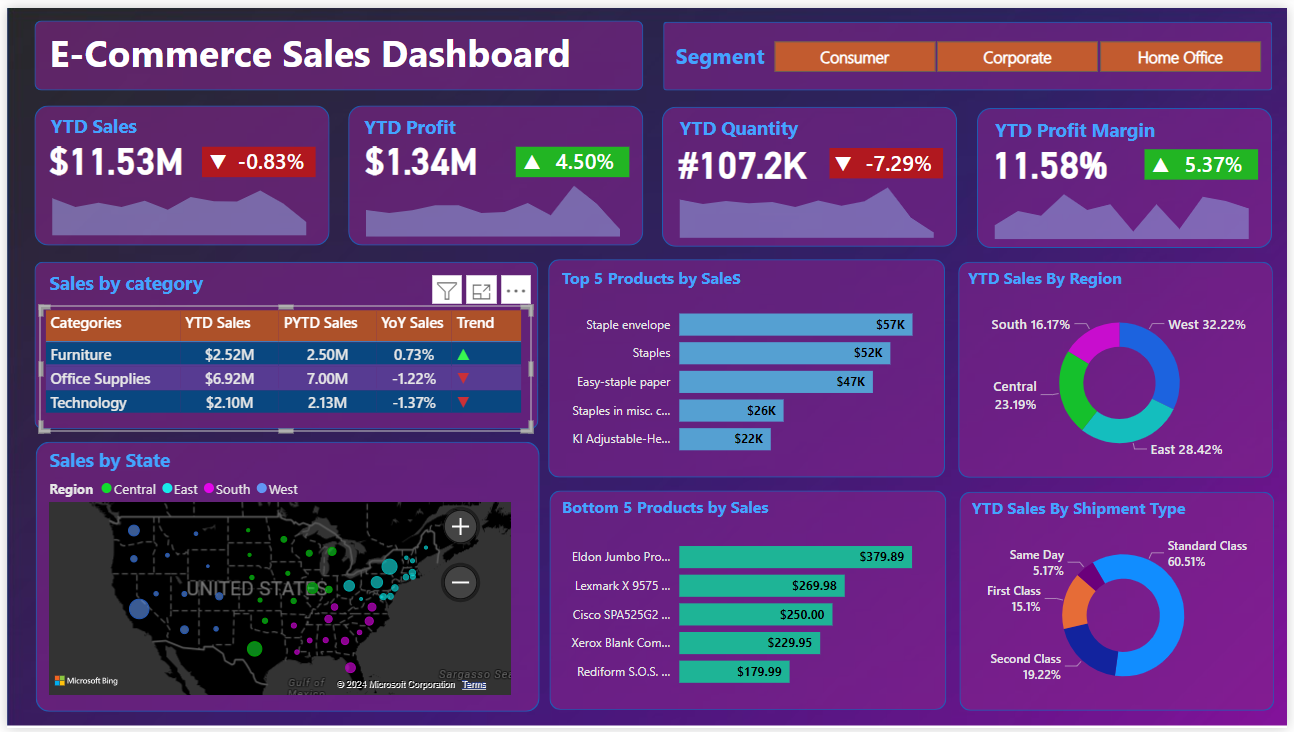 E-Commerce Sales Dashboard
Segment
Consumer
Corporate
Home Office
YTD Sales
$11.53M
▼ -0.83%
YTD Profit
$1.34M
▲ 4.50%
YTD Quantity
#107.2K
▼ -7.29%
YTD Profit Margin
11.58%
▲ 5.37%
Sales by category
Categories YTD Sales PYTD Sales YoY Sales Trend
Furniture $2.52M 2.50M 0.73% ▲
Office Supplies $6.92M 7.00M -1.22% ▼
Technology $2.10M 2.13M -1.37% ▼
Top 5 Products by SaleS
Staple envelope $57K
Staples $52K
Easy-staple paper $47K
Staples in misc. c... $26K
KI Adjustable-He... $22K
YTD Sales By Region
South 16.17%
West 32.22%
Central
23.19%
East 28.42%
Sales by State
Region Central East South West
UNITED STATES
Gulf of
Mexico
Sargasso Sea
Microsoft Bing
© 2024 Microsoft Corporation Terms
Bottom 5 Products by Sales
Eldon Jumbo Pro... $379.89
Lexmark X 9575 ... $269.98
Cisco SPA525G2 ... $250.00
Xerox Blank Com... $229.95
Rediform S.O.S. ... $179.99
YTD Sales By Shipment Type
Same Day
5.17%
Standard Class
60.51%
First Class
15.1%
Second Class
19.22%